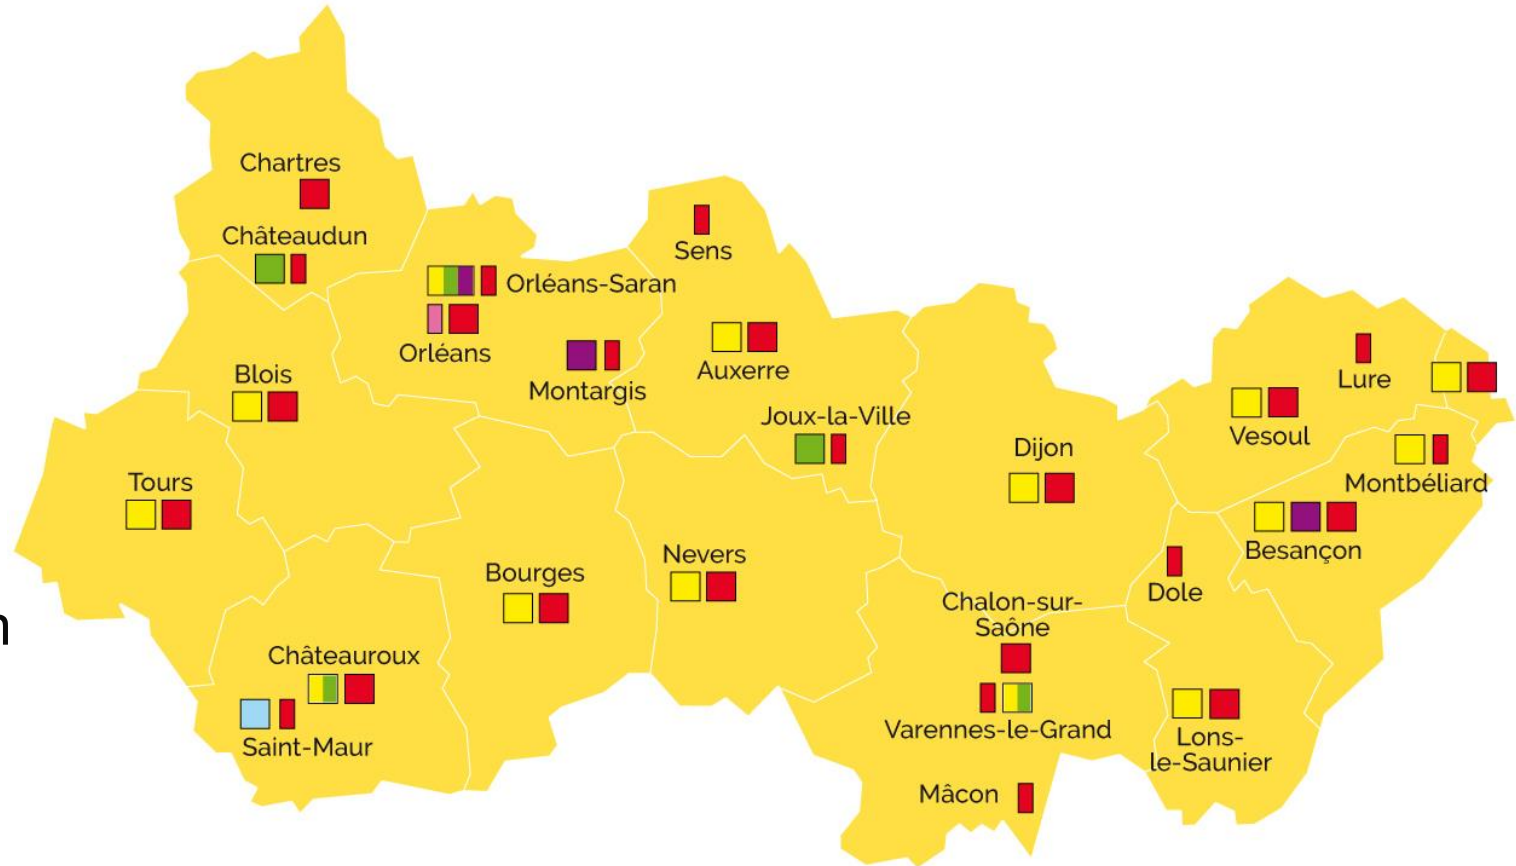 Chartres
Châteaudun
Sens
Orléans-Saran
Orléans
Montargis
Auxerre
Blois
Joux-la-Ville
Lure
Vesoul
Dijon
Montbéliard
Tours
Besançon
Nevers
Bourges
Dole
Chalon-sur-
Saône
n
Châteauroux
Varennes-le-Grand
Saint-Maur
Lons-
le-Saunier
Mâcon